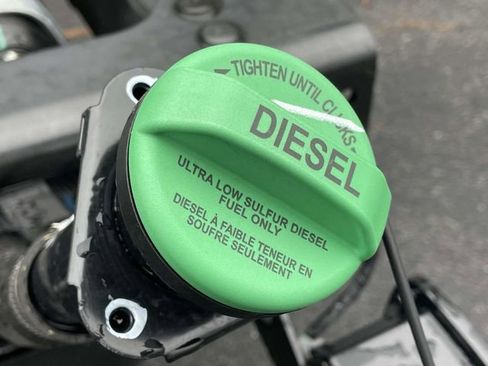 TIGHTEN UNTIL CLICKS
DIESEL
ULTRA LOW SULFUR DIESEL
FUEL ONLY
DIESEL À FAIBLE TENEUR EN
SOUFRE SEULEMENT